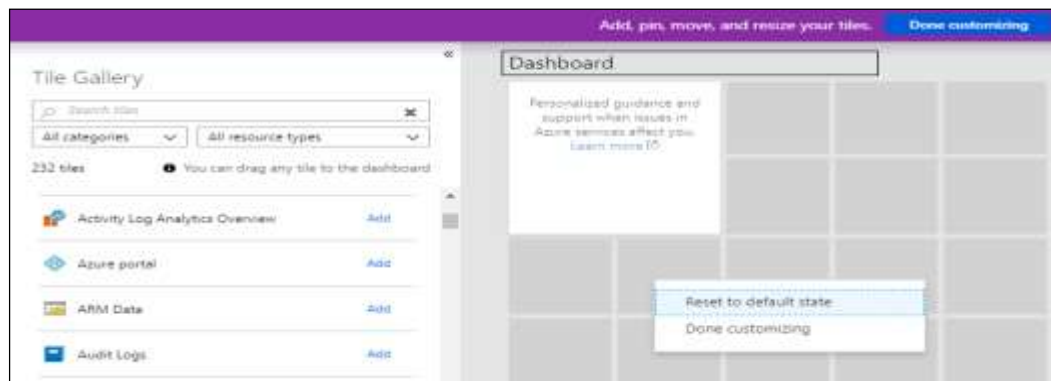 Add, pin, move, and resize your tiles.
Done customizing
«
Tile Gallery
Search tiles
All categories
All resource types
232 tiles
You can drag any tile to the dashboard
Activity Log Analytics Overview Add
Azure portal Add
ARM Data Add
Audit Logs Add
Dashboard
Personalized guidance and
support when issues in
Azure services affect you.
Learn more
Reset to default state
Done customizing